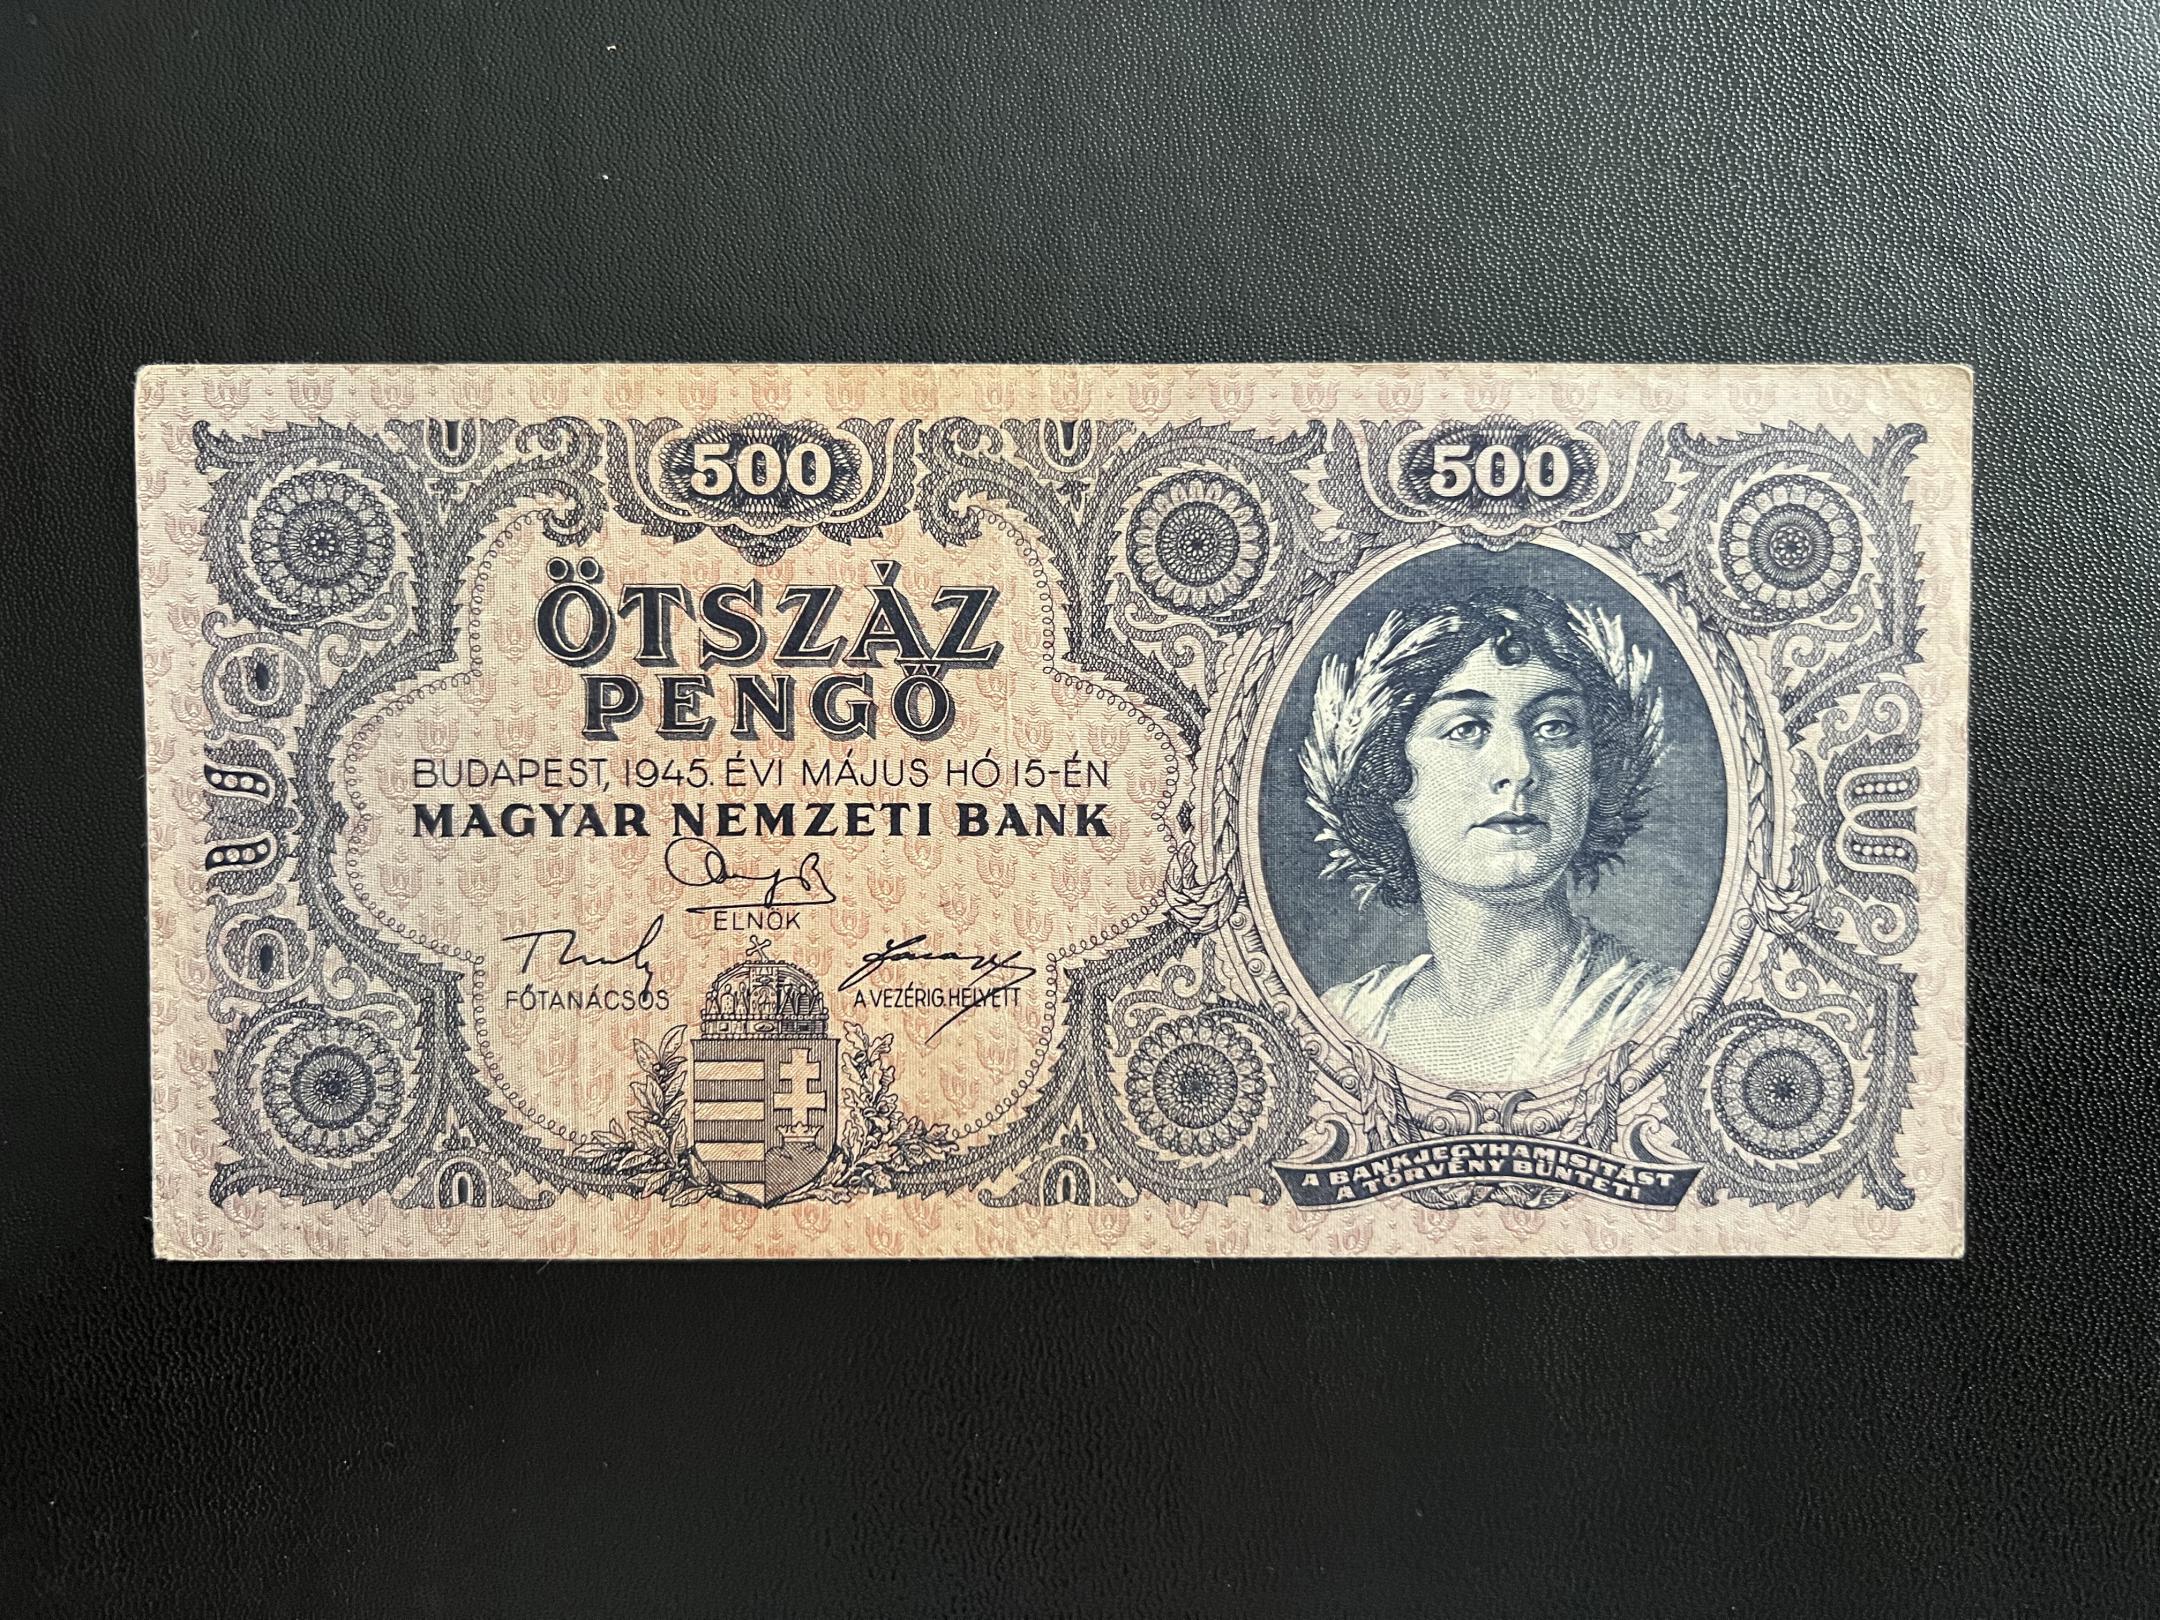 500
500
ÖTSZÁZ
PENGŐ
BUDAPEST, 1945. ÉVI MÁJUS HÓ 15-ÉN
MAGYAR NEMZETI BANK
ELNÖK
FŐTANÁCSOS
A VEZÉRIG. HELYETT
A BANKJEGYHAMISITÁST
A TÖRVÉNY BÜNTETI